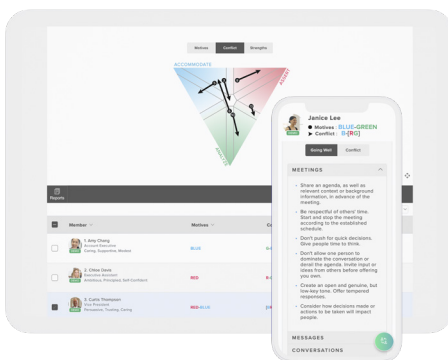 Motives
Conflict
Strengths
ACCOMMODATE
ASSERT
ANALYZE
Reports
Member
Motives
1. Amy Chang
Account Executive
Caring, Supportive, Modest
BLUE
2. Chloe Davis
Executive Assistant
Ambitious, Principled, Self-Confident
RED
3. Curtis Thompson
Vice President
Persuasive, Trusting, Caring
RED-BLUE
Janice Lee
Motives : BLUE-GREEN
Conflict : B-[RG]
Going Well
Conflict
MEETINGS
Share an agenda, as well as
relevant context or background
information, in advance of the
meeting.
Be respectful of others' time.
Start and stop the meeting
according to the established
schedule.
Don't push for quick decisions.
Give people time to think.
Don't allow one person to
dominate the conversation or
derail the agenda. Invite input or
ideas from others before offering
you own.
Create an open and genuine, but
low-key tone. Offer tempered
responses.
Consider how decisions made or
actions to be taken will impact
people.
MESSAGES
CONVERSATIONS